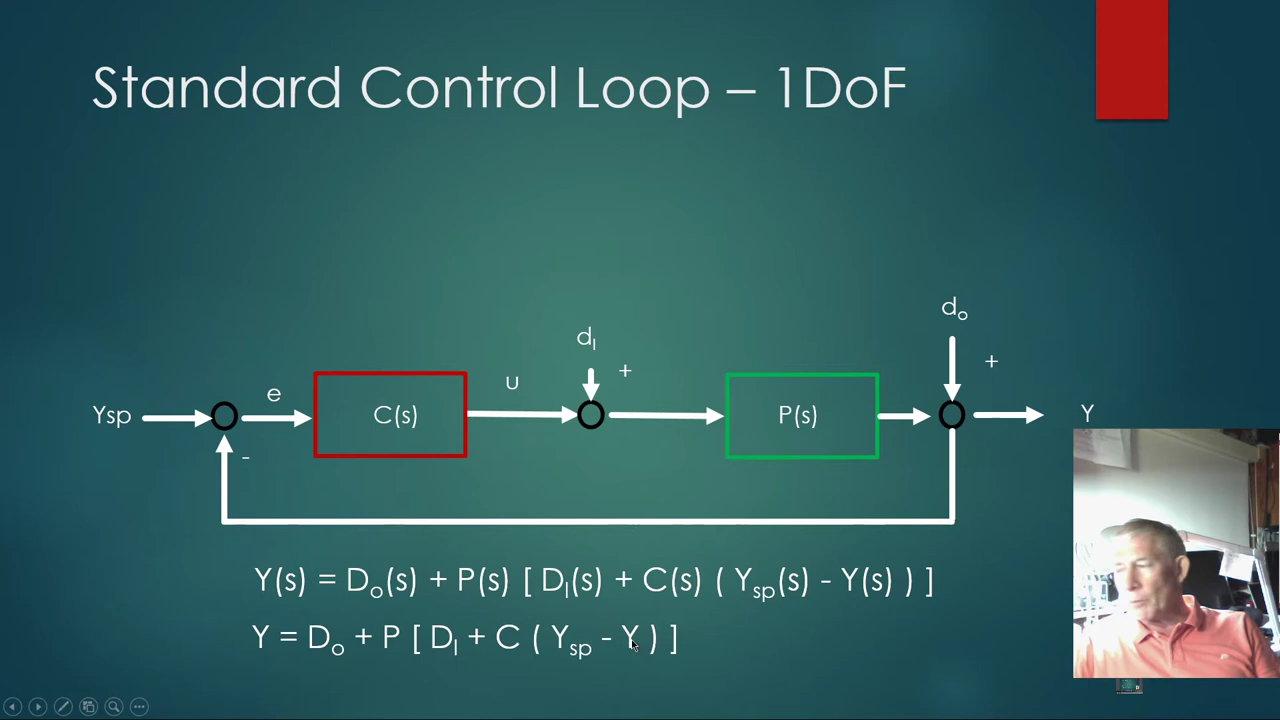 Standard Control Loop – 1DoF
do
dI
+
+
u
e
Ysp
C(s)
P(s)
Y
-
Y(s) = Do(s) + P(s) [ DI(s) + C(s) ( Ysp(s) - Y(s) ) ]
Y = Do + P [ DI + C ( Ysp - Y ) ]